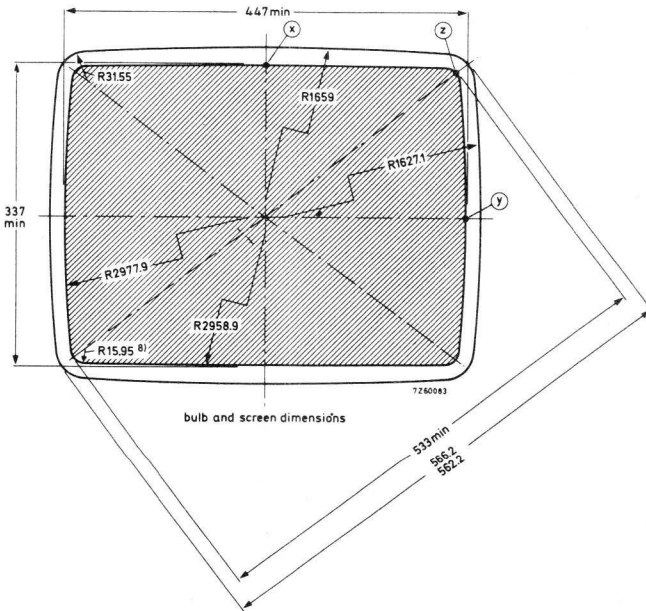 447min
x
z
R31.55
R1659
R1627.1
337
min
y
R2977.9
R2958.9
R15.95 8)
7260083
bulb and screen dimensions
533min
566.2
562.2